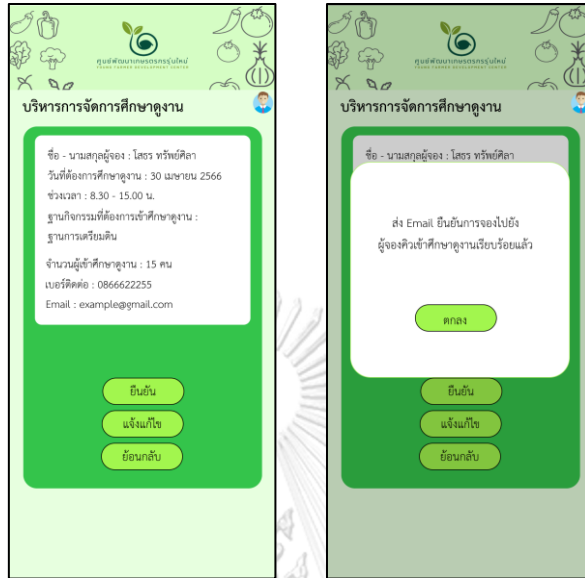 ศูนย์พัฒนาเกษตรกรรุ่นใหม่
YOUNG FARMER DEVELOPMENT CENTER
บริหารการจัดการศึกษาดูงาน
ชื่อ - นามสกุลผู้จอง : โสธร ทรัพย์ศิลา
วันที่ต้องการศึกษาดูงาน : 30 เมษายน 2566
ช่วงเวลา : 8.30 - 15.00 น.
ฐานกิจกรรมที่ต้องการเข้าศึกษาดูงาน :
ฐานการเตรียมดิน
จำนวนผู้เข้าศึกษาดูงาน : 15 คน
เบอร์ติดต่อ : 0866622255
Email : example@gmail.com
ยืนยัน
แจ้งแก้ไข
ย้อนกลับ
ศูนย์พัฒนาเกษตรกรรุ่นใหม่
YOUNG FARMER DEVELOPMENT CENTER
บริหารการจัดการศึกษาดูงาน
ชื่อ - นามสกุลผู้จอง : โสธร ทรัพย์ศิลา
ส่ง Email ยืนยันการจองไปยัง
ผู้จองคิวเข้าศึกษาดูงานเรียบร้อยแล้ว
ตกลง
ยืนยัน
แจ้งแก้ไข
ย้อนกลับ